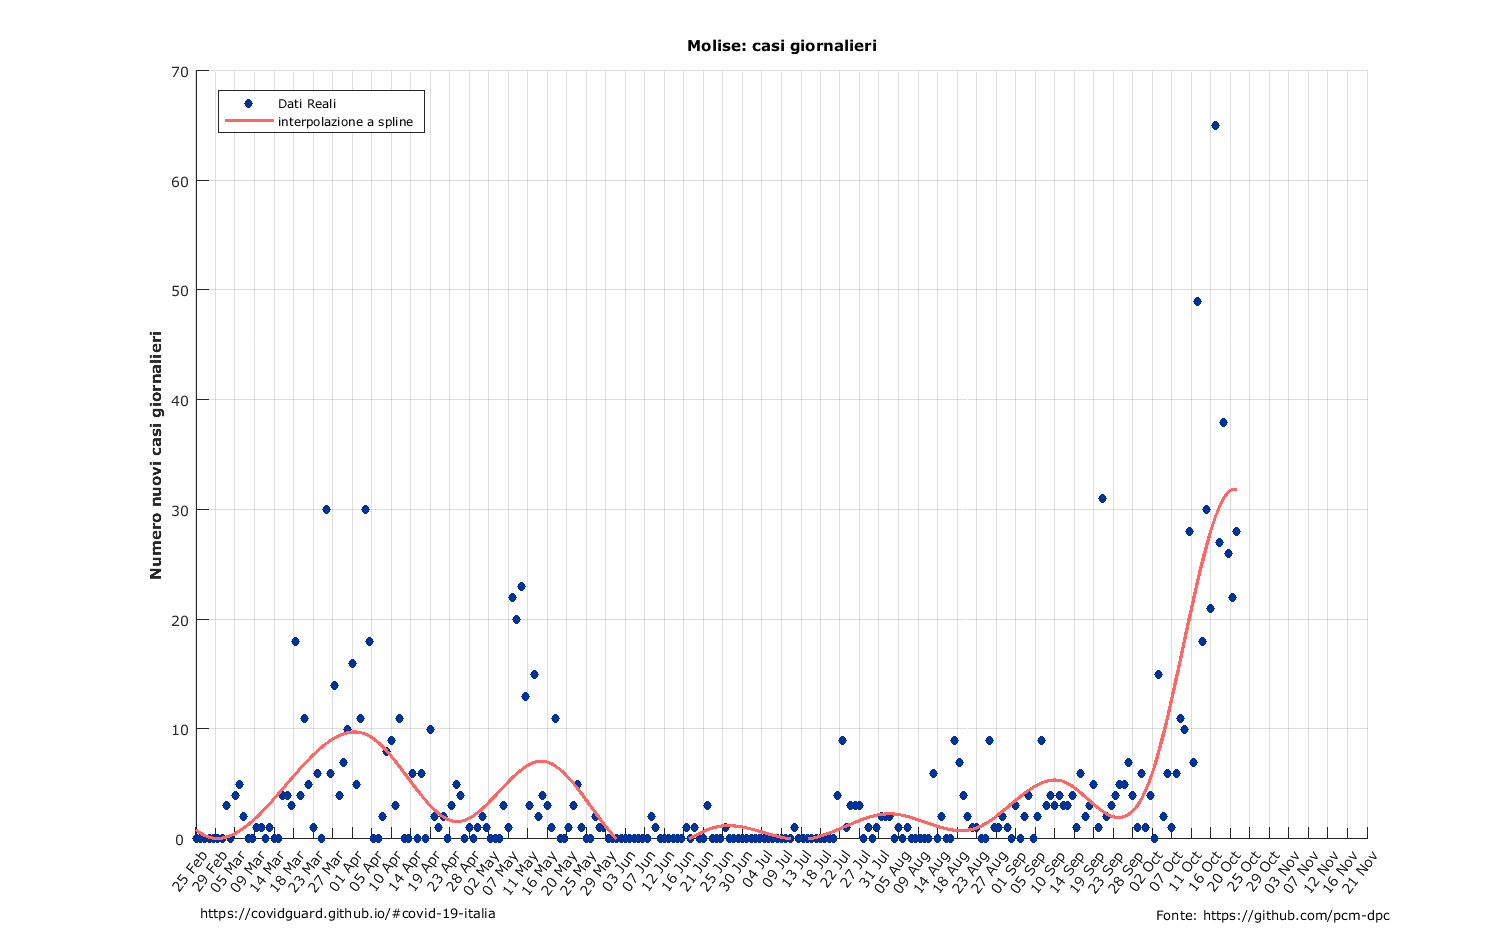 Molise: casi giornalieri
70
60
50
40
30
20
10
0
Numero nuovi casi giornalieri
Dati Reali
interpolazione a spline
25 Feb
29 Feb
05 Mar
09 Mar
14 Mar
18 Mar
23 Mar
27 Mar
01 Apr
05 Apr
10 Apr
14 Apr
19 Apr
23 Apr
28 Apr
02 May
07 May
11 May
16 May
20 May
25 May
29 May
03 Jun
07 Jun
12 Jun
16 Jun
21 Jun
25 Jun
30 Jun
04 Jul
09 Jul
13 Jul
18 Jul
22 Jul
27 Jul
31 Jul
05 Aug
09 Aug
14 Aug
18 Aug
23 Aug
27 Aug
01 Sep
05 Sep
10 Sep
14 Sep
19 Sep
23 Sep
28 Sep
02 Oct
07 Oct
11 Oct
16 Oct
20 Oct
25 Oct
29 Oct
03 Nov
07 Nov
12 Nov
16 Nov
21 Nov
https://covidguard.github.io/#covid-19-italia
Fonte: https://github.com/pcm-dpc